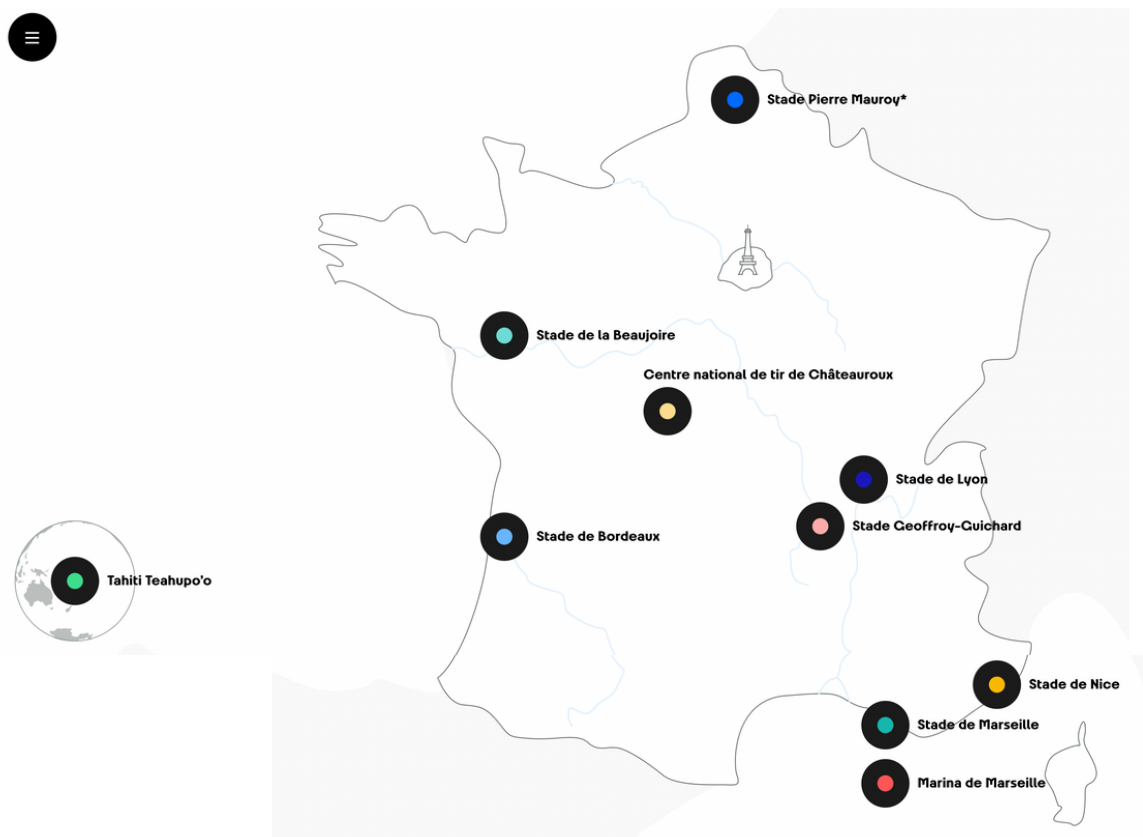 Stade Pierre Mauroy*
Stade de la Beaujoire
Centre national de tir de Châteauroux
Stade de Lyon
Stade Geoffroy-Guichard
Stade de Bordeaux
Tahiti Teahupo'o
Stade de Nice
Stade de Marseille
Marina de Marseille